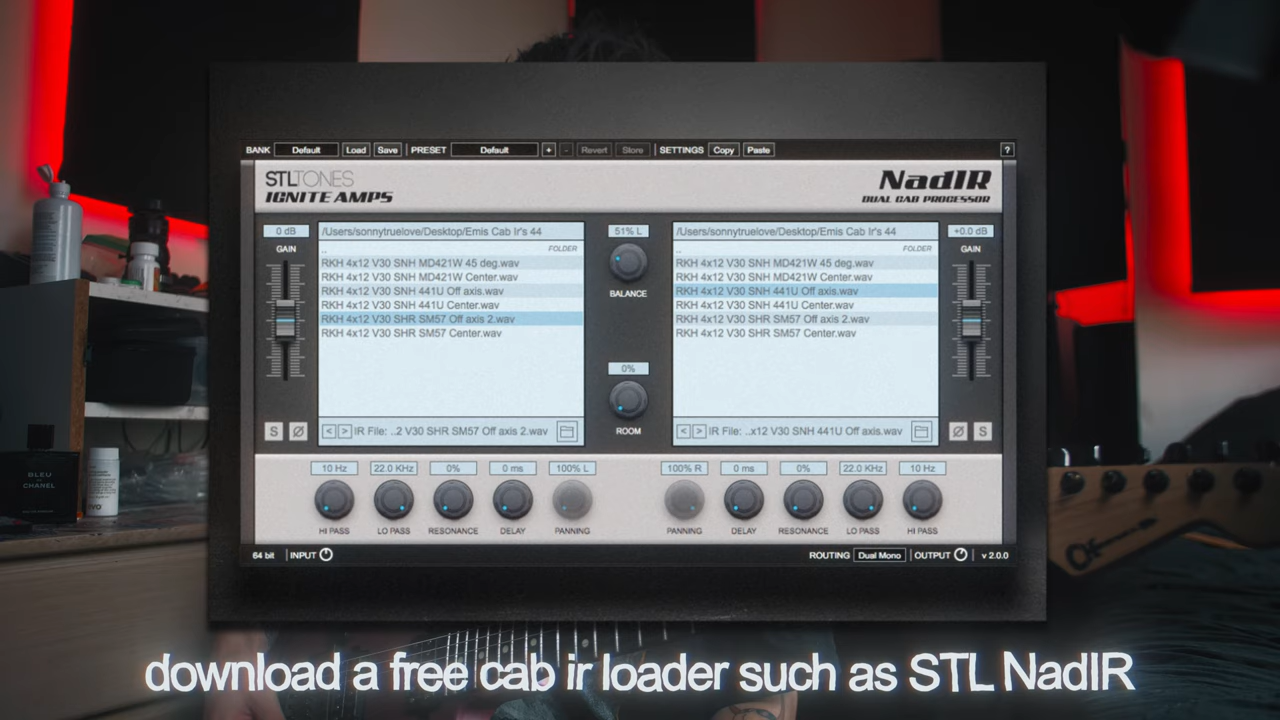 BANK Default Load Save PRESET Default + - Revert Store SETTINGS Copy Paste ?
STLTONES
IGNITE AMPS
NadIR
DUAL CAB PROCESSOR
0 dB
GAIN
/Users/sonnytruelove/Desktop/Emis Cab Ir's 44
..
FOLDER
RKH 4x12 V30 SNH MD421W 45 deg.wav
RKH 4x12 V30 SNH MD421W Center.wav
RKH 4x12 V30 SNH 441U Off axis.wav
RKH 4x12 V30 SNH 441U Center.wav
RKH 4x12 V30 SHR SM57 Off axis 2.wav
RKH 4x12 V30 SHR SM57 Center.wav
S Ø
< > IR File: ..2 V30 SHR SM57 Off axis 2.wav
51% L
BALANCE
0%
ROOM
/Users/sonnytruelove/Desktop/Emis Cab Ir's 44
..
FOLDER
RKH 4x12 V30 SNH MD421W 45 deg.wav
RKH 4x12 V30 SNH MD421W Center.wav
RKH 4x12 V30 SNH 441U Off axis.wav
RKH 4x12 V30 SNH 441U Center.wav
RKH 4x12 V30 SHR SM57 Off axis 2.wav
RKH 4x12 V30 SHR SM57 Center.wav
< > IR File: ..x12 V30 SNH 441U Off axis.wav
+0.0 dB
GAIN
Ø S
10 Hz 22.0 KHz 0% 0 ms 100% L 100% R 0 ms 0% 22.0 KHz 10 Hz
HI PASS LO PASS RESONANCE DELAY PANNING PANNING DELAY RESONANCE LO PASS HI PASS
64 bit INPUT ROUTING Dual Mono OUTPUT v 2.0.0
BLEU
DE
CHANEL
download a free cab ir loader such as STL NadIR